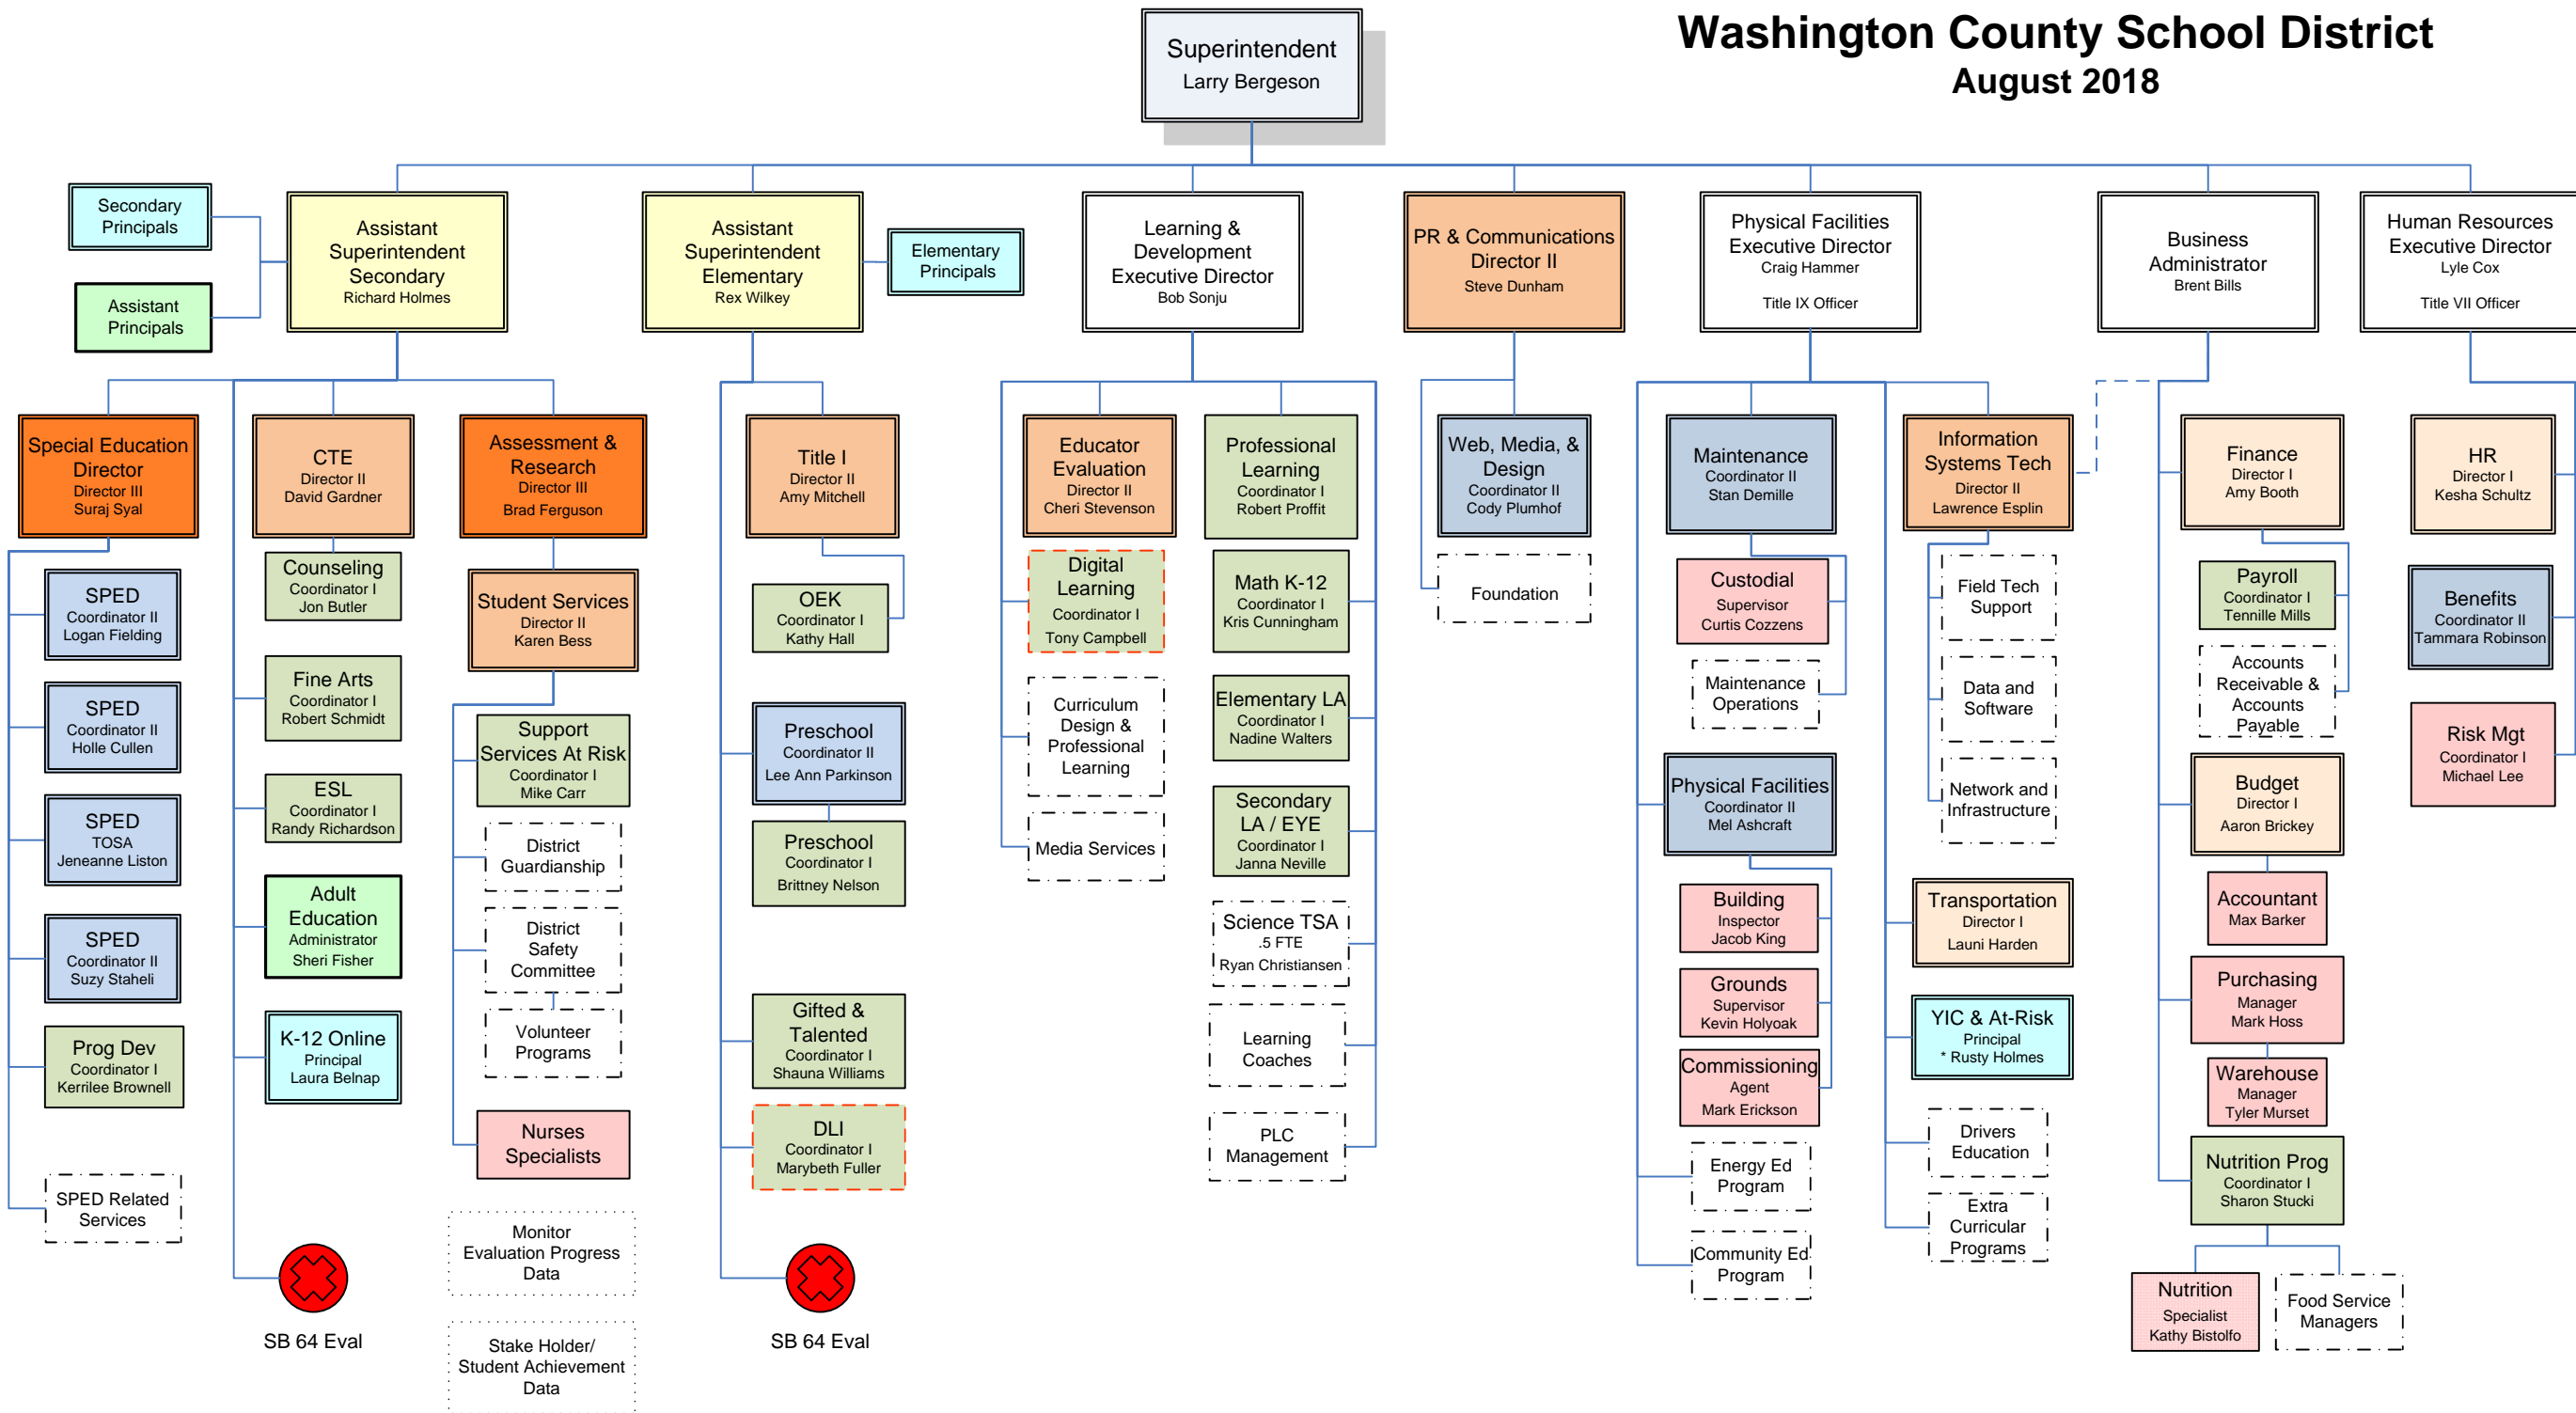 Washington County School District
August 2018
Superintendent
Larry Bergeson
Secondary
Principals
Assistant
Principals
Assistant
Superintendent
Secondary
Richard Holmes
Assistant
Superintendent
Elementary
Rex Wilkey
Elementary
Principals
Learning &
Development
Executive Director
Bob Sonju
PR & Communications
Director II
Steve Dunham
Physical Facilities
Executive Director
Craig Hammer
Title IX Officer
Business
Administrator
Brent Bills
Human Resources
Executive Director
Lyle Cox
Title VII Officer
Special Education
Director
Director III
Suraj Syal
SPED
Coordinator II
Logan Fielding
SPED
Coordinator II
Holle Cullen
SPED
TOSA
Jeneanne Liston
SPED
Coordinator II
Suzy Staheli
Prog Dev
Coordinator I
Kerrilee Brownell
SPED Related
Services
CTE
Director II
David Gardner
Counseling
Coordinator I
Jon Butler
Fine Arts
Coordinator I
Robert Schmidt
ESL
Coordinator I
Randy Richardson
Adult
Education
Administrator
Sheri Fisher
K-12 Online
Principal
Laura Belnap
SB 64 Eval
Assessment &
Research
Director III
Brad Ferguson
Student Services
Director II
Karen Bess
Support
Services At Risk
Coordinator I
Mike Carr
District
Guardianship
District
Safety
Committee
Volunteer
Programs
Nurses
Specialists
Monitor
Evaluation Progress
Data
Stake Holder/
Student Achievement
Data
Title I
Director II
Amy Mitchell
OEK
Coordinator I
Kathy Hall
Preschool
Coordinator II
Lee Ann Parkinson
Preschool
Coordinator I
Brittney Nelson
Gifted &
Talented
Coordinator I
Shauna Williams
DLI
Coordinator I
Marybeth Fuller
SB 64 Eval
Educator
Evaluation
Director II
Cheri Stevenson
Digital
Learning
Coordinator I
Tony Campbell
Curriculum
Design &
Professional
Learning
Media Services
Professional
Learning
Coordinator I
Robert Proffit
Math K-12
Coordinator I
Kris Cunningham
Elementary LA
Coordinator I
Nadine Walters
Secondary
LA / EYE
Coordinator I
Janna Neville
Science TSA
.5 FTE
Ryan Christiansen
Learning
Coaches
PLC
Management
Web, Media, &
Design
Coordinator II
Cody Plumhof
Foundation
Maintenance
Coordinator II
Stan Demille
Custodial
Supervisor
Curtis Cozzens
Maintenance
Operations
Physical Facilities
Coordinator II
Mel Ashcraft
Building
Inspector
Jacob King
Grounds
Supervisor
Kevin Holyoak
Commissioning
Agent
Mark Erickson
Energy Ed
Program
Community Ed
Program
Information
Systems Tech
Director II
Lawrence Esplin
Field Tech
Support
Data and
Software
Network and
Infrastructure
Transportation
Director I
Launi Harden
YIC & At-Risk
Principal
* Rusty Holmes
Drivers
Education
Extra
Curricular
Programs
Finance
Director I
Amy Booth
Payroll
Coordinator I
Tennille Mills
Accounts
Receivable &
Accounts
Payable
Budget
Director I
Aaron Brickey
Accountant
Max Barker
Purchasing
Manager
Mark Hoss
Warehouse
Manager
Tyler Murset
Nutrition Prog
Coordinator I
Sharon Stucki
Nutrition
Specialist
Kathy Bistolfo
Food Service
Managers
HR
Director I
Kesha Schultz
Benefits
Coordinator II
Tammara Robinson
Risk Mgt
Coordinator I
Michael Lee